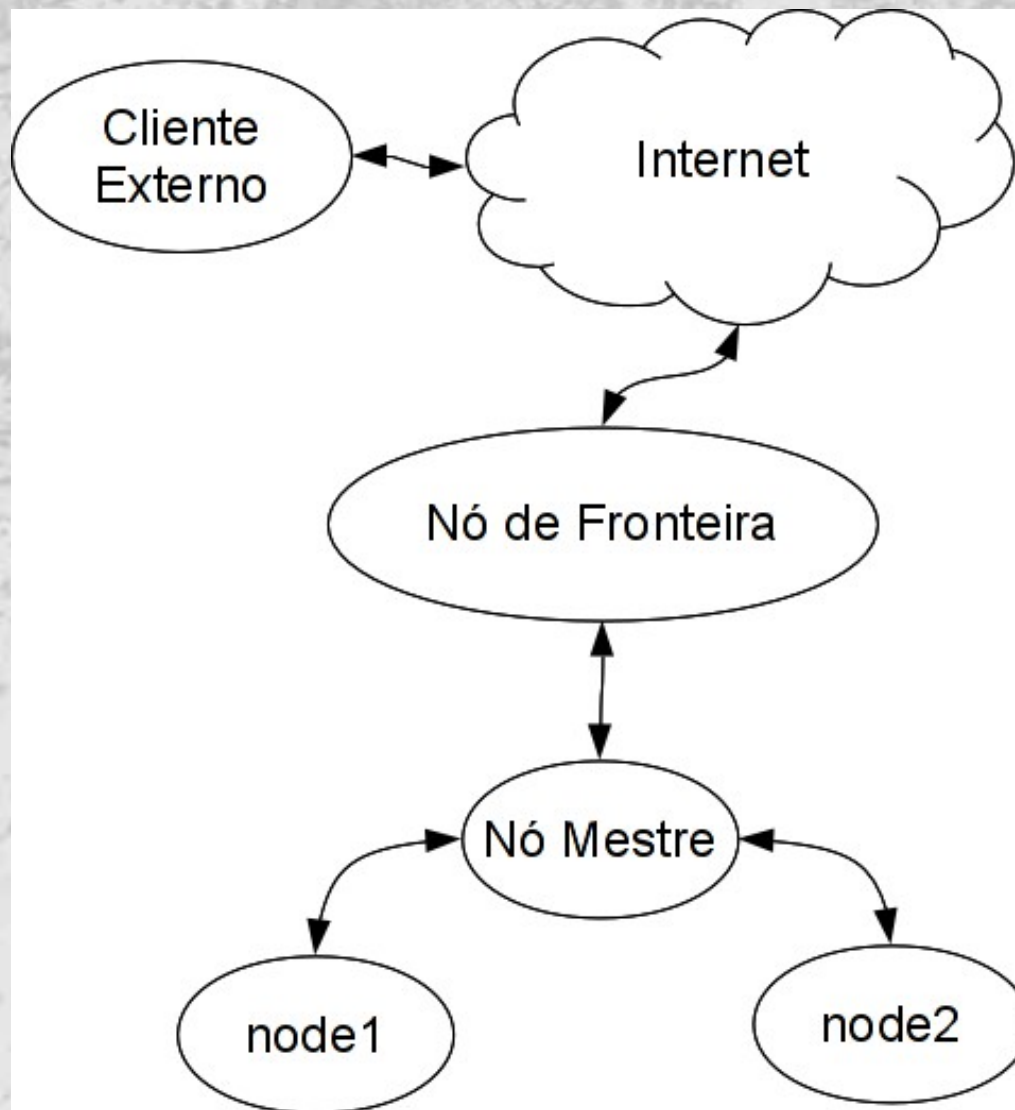 Cliente
Externo
Internet
Nó de Fronteira
Nó Mestre
node1
node2